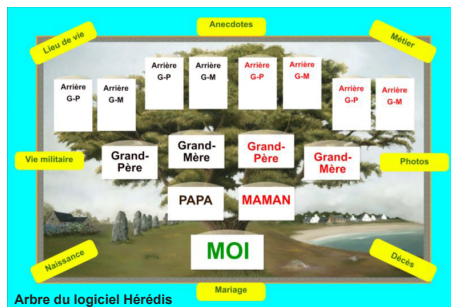 Anecdotes
Lieu de vie
Métier
Arrière
G-P
Arrière
G-M
Arrière
G-P
Arrière
G-M
Arrière
G-P
Arrière
G-M
Arrière
G-P
Arrière
G-M
Vie militaire
Grand-
Père
Grand-
Mère
Grand-
Père
Grand-
Mère
Photos
PAPA
MAMAN
MOI
Naissance
Décès
Mariage
Arbre du logiciel Hérédis